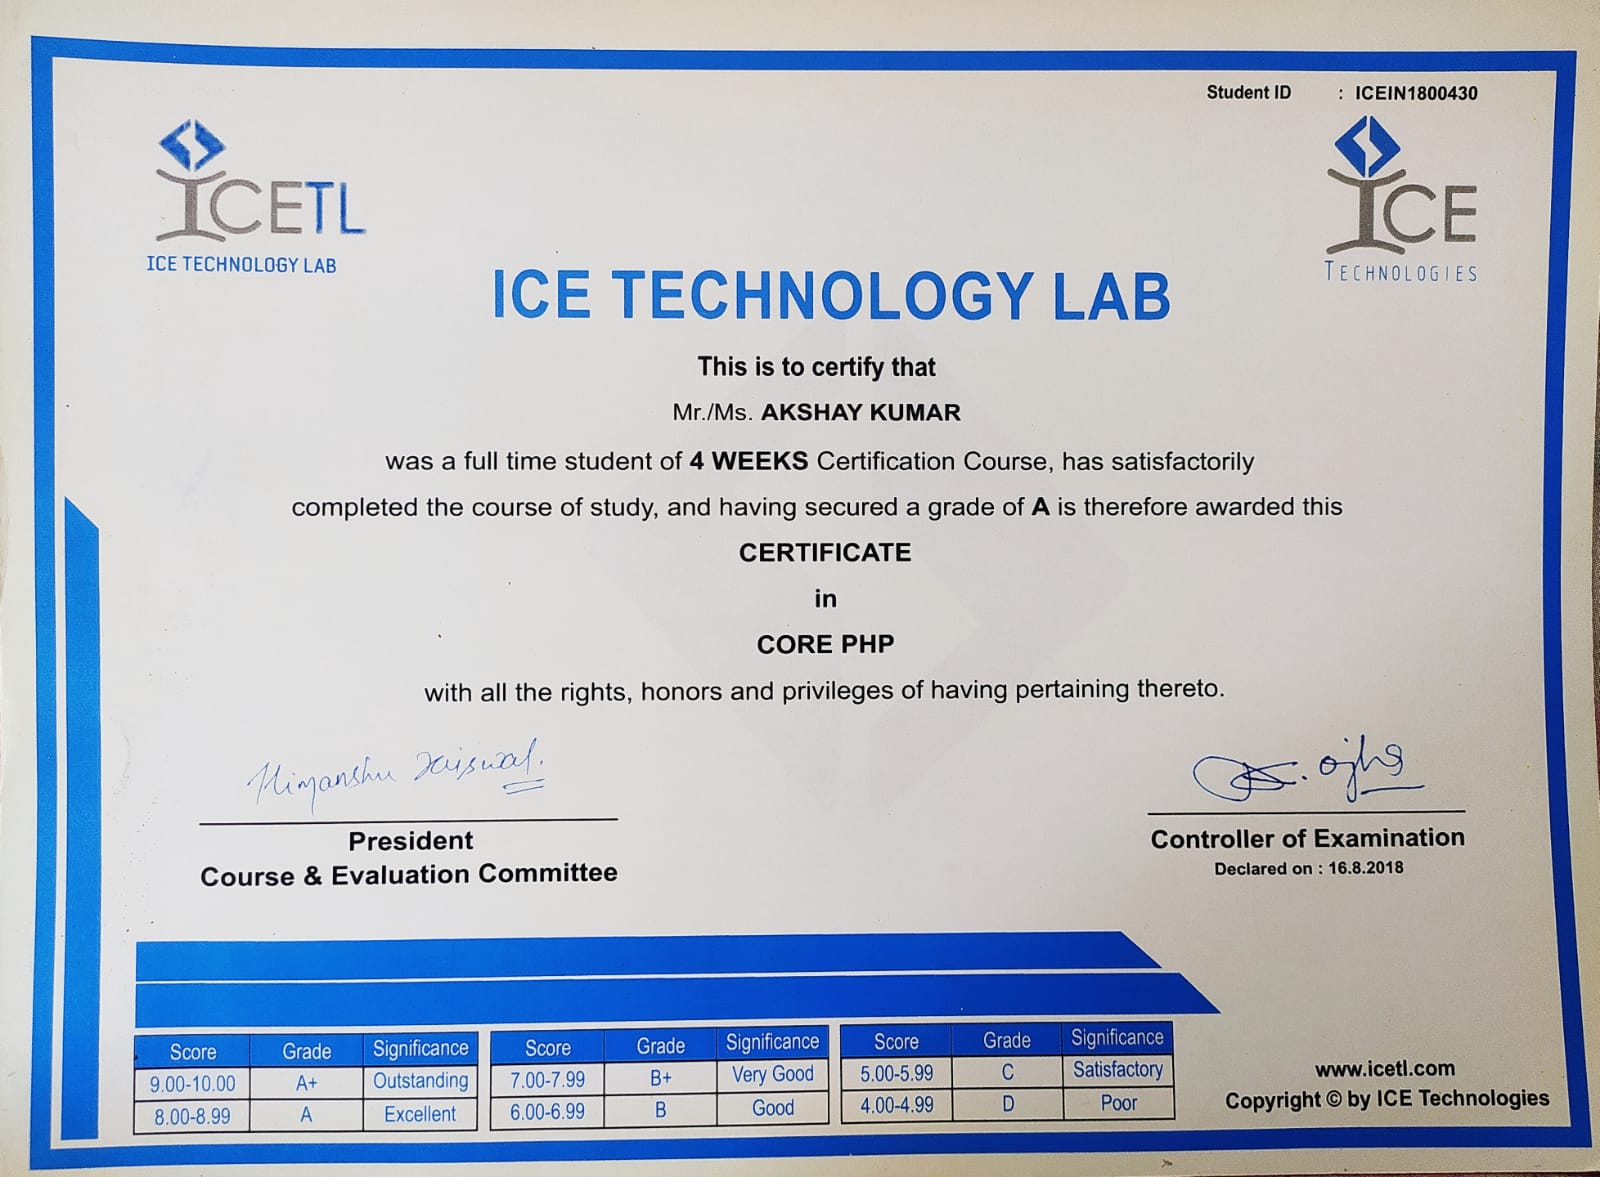 Student ID : ICEIN1800430
ICETL
ICE TECHNOLOGY LAB
ICE
TECHNOLOGIES
ICE TECHNOLOGY LAB
This is to certify that
Mr./Ms. AKSHAY KUMAR
was a full time student of 4 WEEKS Certification Course, has satisfactorily
completed the course of study, and having secured a grade of A is therefore awarded this
CERTIFICATE
in
CORE PHP
with all the rights, honors and privileges of having pertaining thereto.
Himanshu Jaiswal.
President
Course & Evaluation Committee
ojha
Controller of Examination
Declared on : 16.8.2018
Score Grade Significance
9.00-10.00 A+ Outstanding
8.00-8.99 A Excellent
Score Grade Significance
7.00-7.99 B+ Very Good
6.00-6.99 B Good
Score Grade Significance
5.00-5.99 C Satisfactory
4.00-4.99 D Poor
www.icetl.com
Copyright © by ICE Technologies